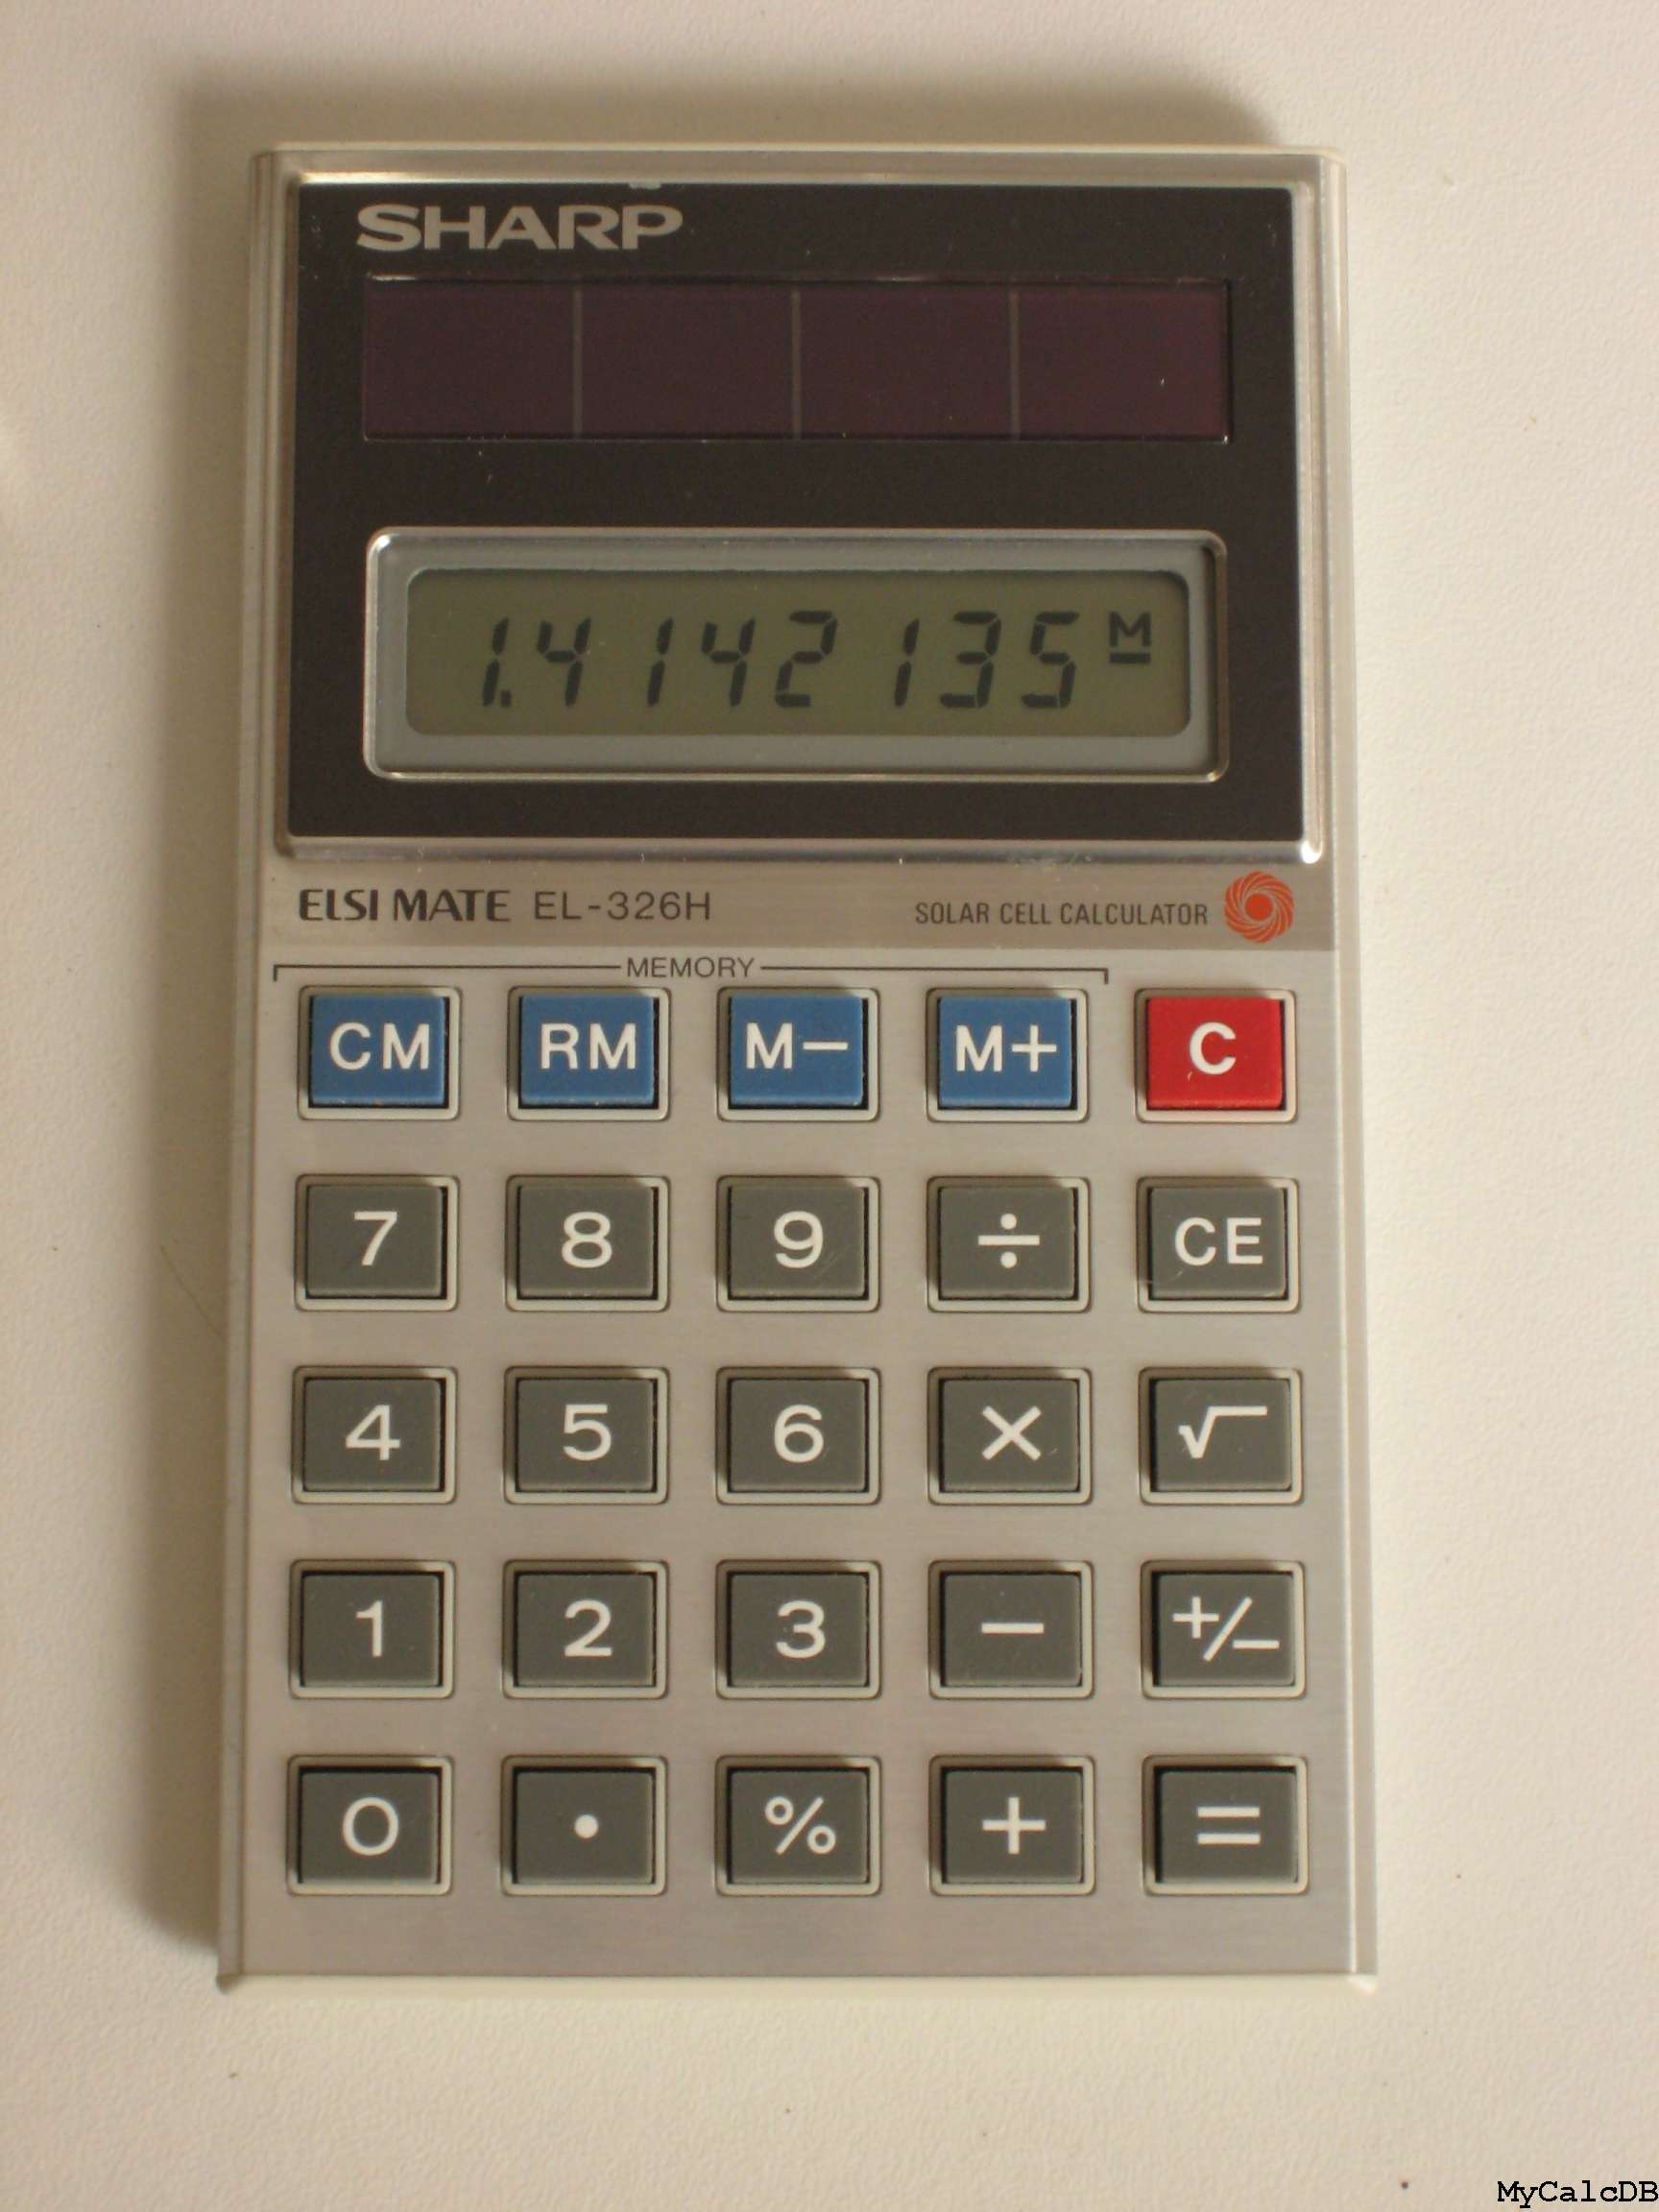 SHARP
1.4142135 M
ELSI MATE EL-326H SOLAR CELL CALCULATOR
MEMORY
CM RM M− M+ C
7 8 9 ÷ CE
4 5 6 × √
1 2 3 − +/−
0 . % + =
MyCalcDB